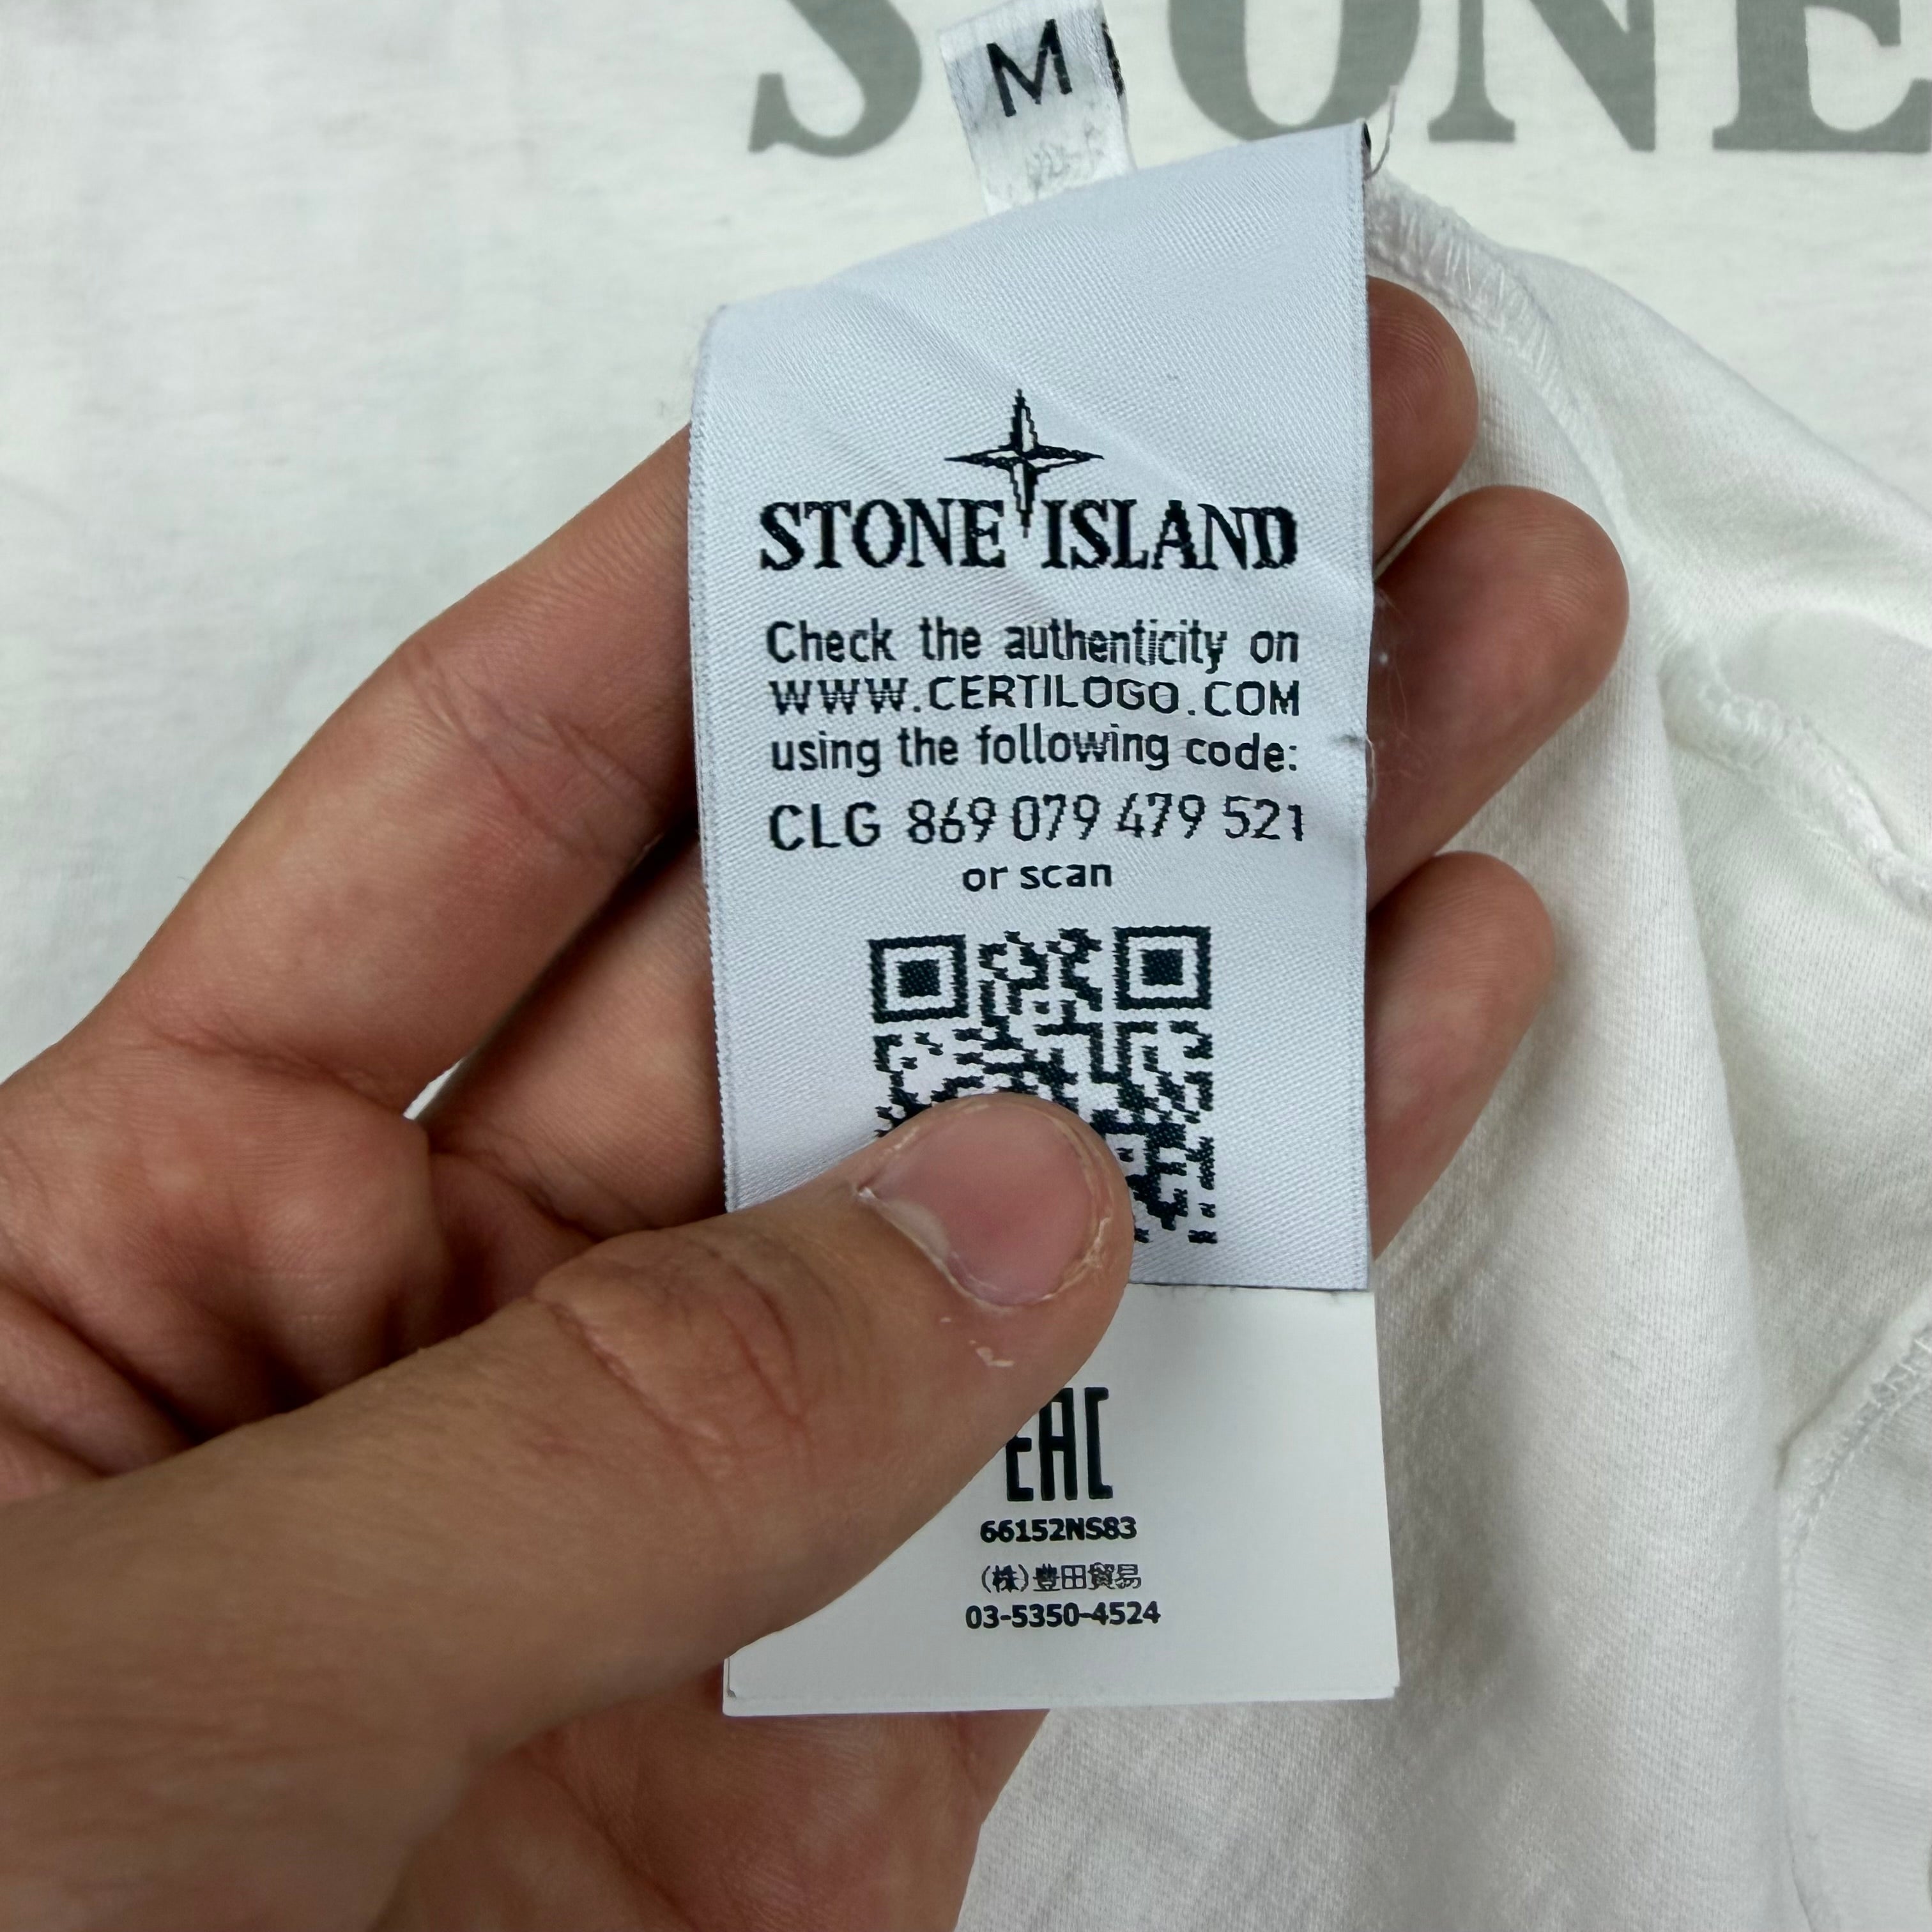 STONE
M
STONE ISLAND
Check the authenticity on
WWW.CERTILOGO.COM
using the following code:
CLG 869 079 479 521
or scan
EAC
66152NS83
(株)豊田貿易
03-5350-4524